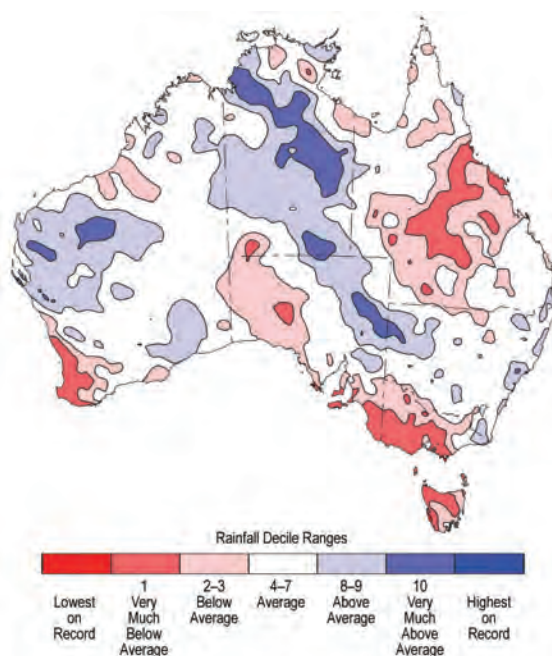 Rainfall Decile Ranges
1 2–3 4–7 8–9 10
Lowest on Record
Very Much Below Average
Below Average
Average
Above Average
Very Much Above Average
Highest on Record